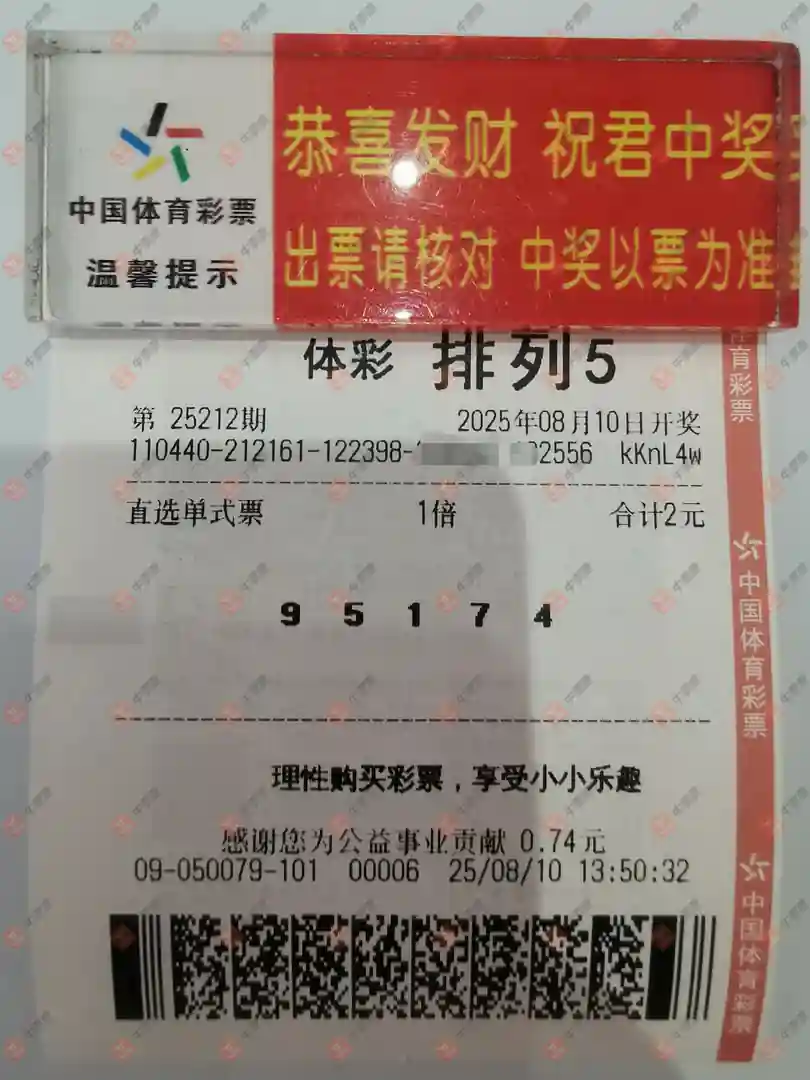 恭喜发财 祝君中奖
中国体育彩票
出票请核对 中奖以票为准
温馨提示
体彩 排列5
第 25212期 2025年08月10日开奖
110440-212161-122398- 2556 kKnL4w
直选单式票 1倍 合计2元
9 5 1 7 4
理性购买彩票，享受小小乐趣
感谢您为公益事业贡献 0.74元
09-050079-101 00006 25/08/10 13:50:32
育彩票
中国体育彩票
中国体育彩票